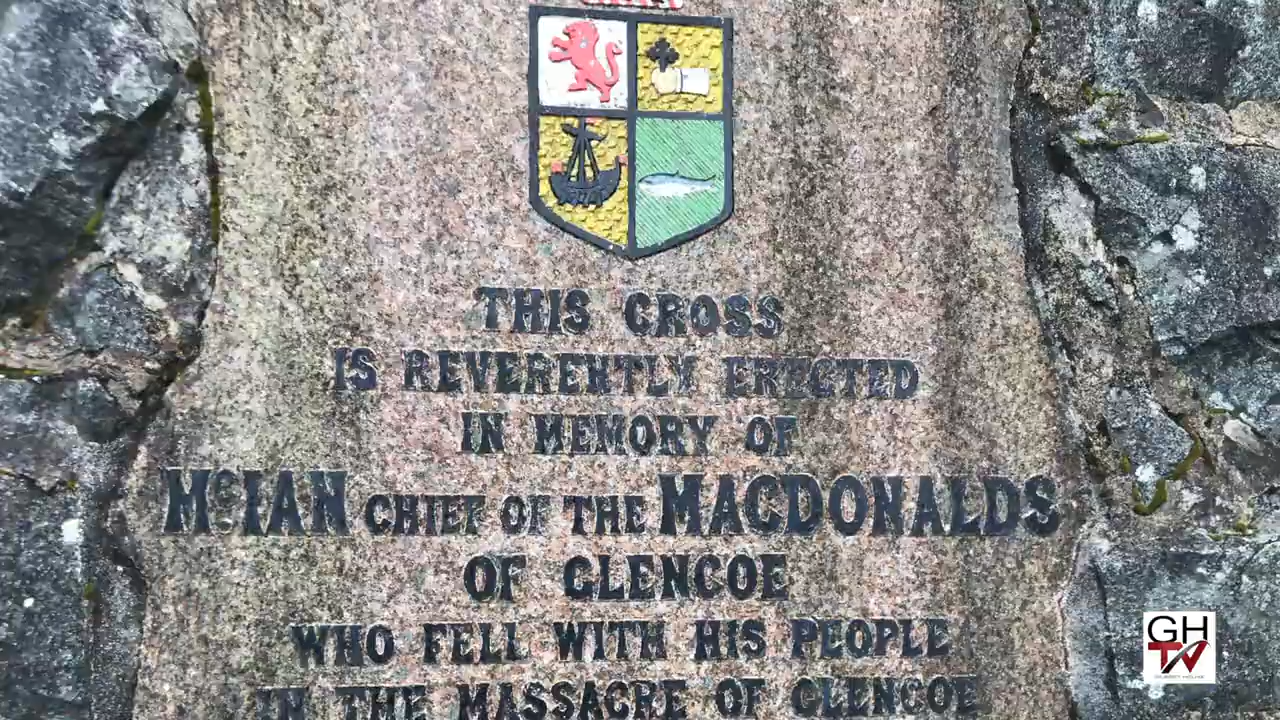 THIS CROSS
IS REVERENTLY ERECTED
IN MEMORY OF
McIAN CHIEF OF THE MACDONALDS
OF GLENCOE
WHO FELL WITH HIS PEOPLE
IN THE MASSACRE OF GLENCOE
GH
TV